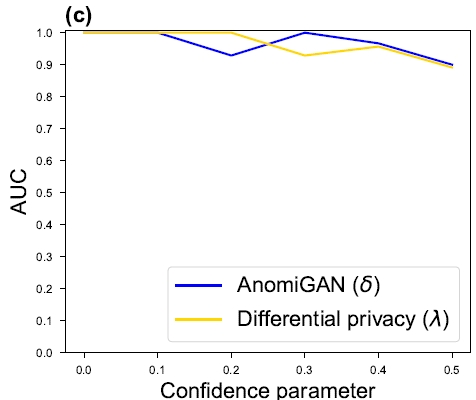 (c)
1.0
0.9
0.8
0.7
0.6
0.5
0.4
0.3
0.2
0.1
0.0
AUC
AnomiGAN (δ)
Differential privacy (λ)
0.0 0.1 0.2 0.3 0.4 0.5
Confidence parameter